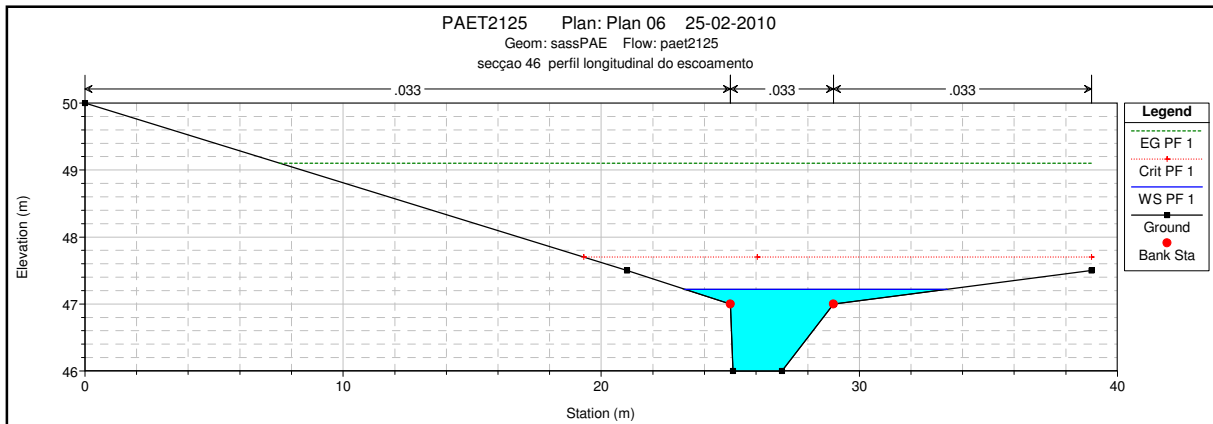 PAET2125 Plan: Plan 06 25-02-2010
Geom: sassPAE Flow: paet2125
secçao 46 perfil longitudinal do escoamento
.033 .033 .033
50
49
48
47
46
Elevation (m)
0 10 20 30 40
Station (m)
Legend
EG PF 1
Crit PF 1
WS PF 1
Ground
Bank Sta